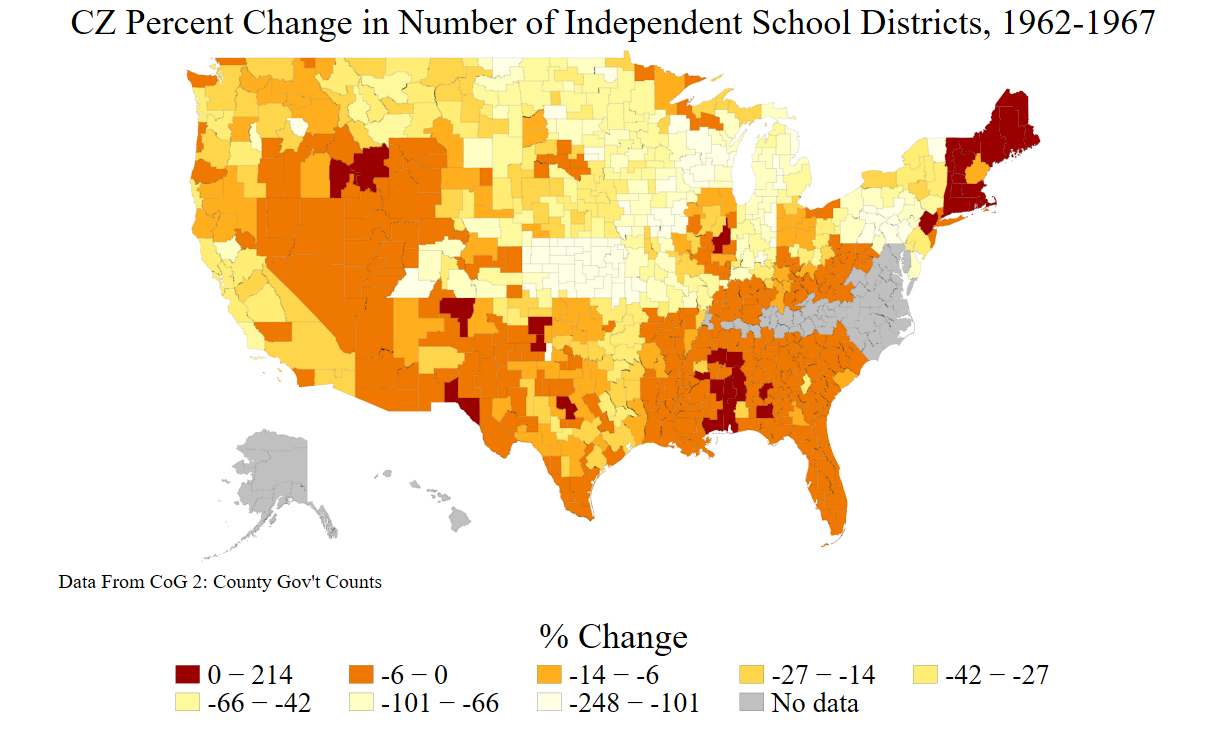 CZ Percent Change in Number of Independent School Districts, 1962-1967
Data From CoG 2: County Gov't Counts
% Change
0 − 214 -6 − 0 -14 − -6 -27 − -14 -42 − -27
-66 − -42 -101 − -66 -248 − -101 No data